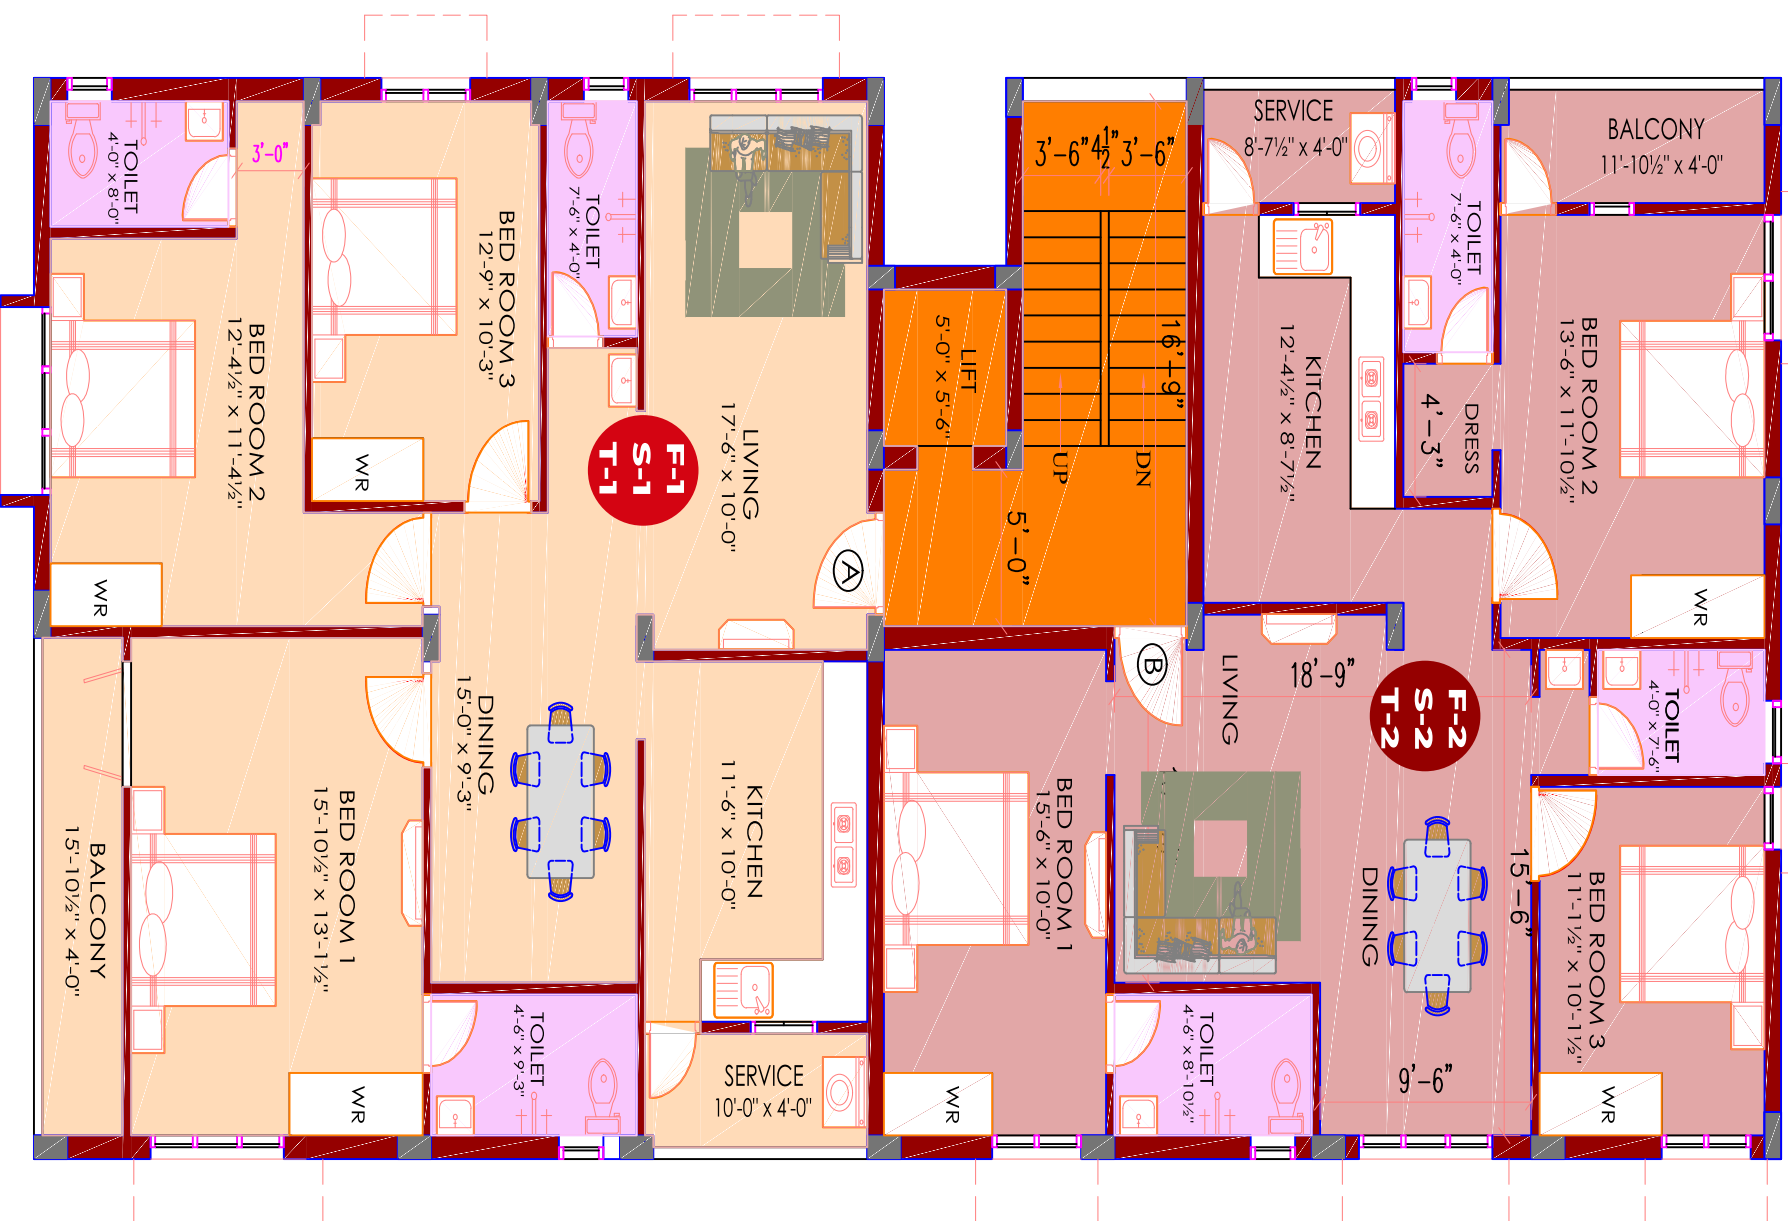 TOILET
4'-0" x 8'-0"
3'-0"
BED ROOM 2
12'-4½" x 11'-4½"
WR
BED ROOM 3
12'-9" x 10'-3"
WR
TOILET
7'-6" x 4'-0"
F-1
S-1
T-1
LIVING
17'-6" x 10'-0"
A
LIFT
5'-0" x 5'-6"
3'-6" 4½" 3'-6"
16'-9"
UP
DN
5'-0"
SERVICE
8'-7½" x 4'-0"
KITCHEN
12'-4½" x 8'-7½"
TOILET
7'-6" x 4'-0"
DRESS
4'-3"
BALCONY
11'-10½" x 4'-0"
BED ROOM 2
13'-6" x 11'-10½"
WR
BALCONY
15'-10½" x 4'-0"
BED ROOM 1
15'-10½" x 13'-1½"
WR
DINING
15'-0" x 9'-3"
TOILET
4'-6" x 9'-3"
KITCHEN
11'-6" x 10'-0"
SERVICE
10'-0" x 4'-0"
BED ROOM 1
15'-6" x 10'-0"
WR
B
LIVING
18'-9"
F-2
S-2
T-2
TOILET
4'-0" x 7'-6"
DINING
15'-6"
9'-6"
TOILET
4'-6" x 8'-10½"
BED ROOM 3
11'-1½" x 10'-1½"
WR